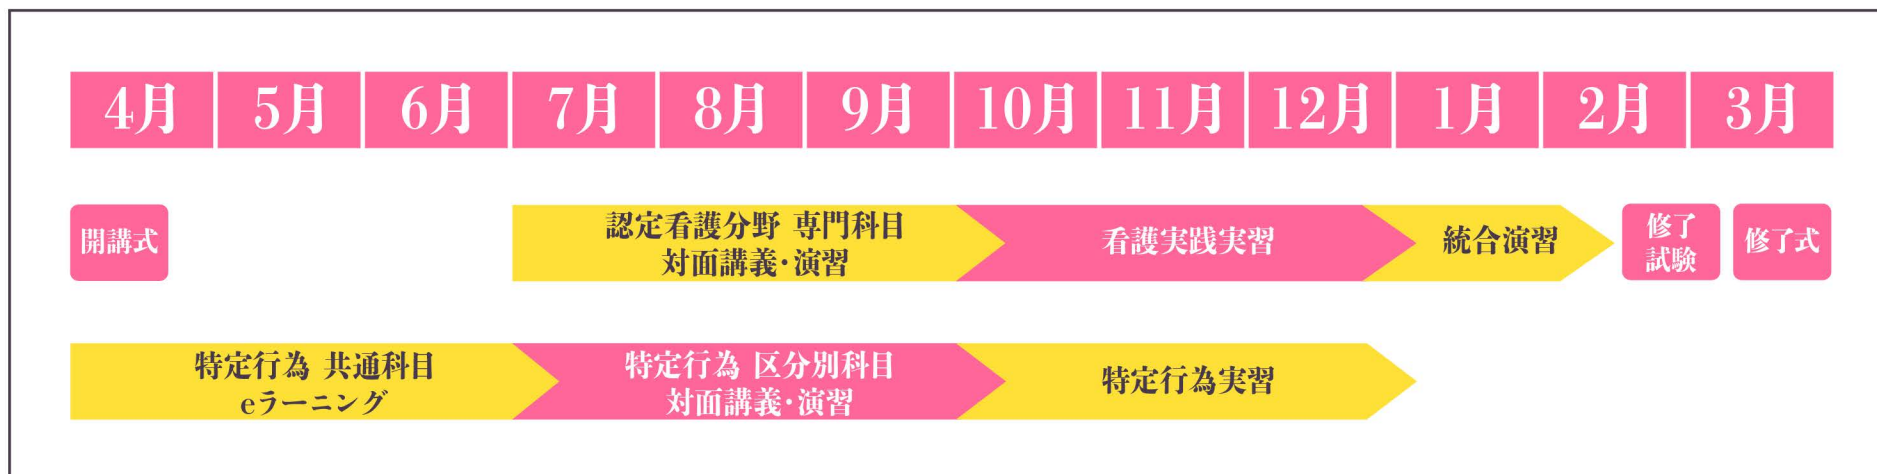 4月 5月 6月 7月 8月 9月 10月 11月 12月 1月 2月 3月
開講式
認定看護分野 専門科目
対面講義・演習
看護実践実習
統合演習
修了
試験
修了式
特定行為 共通科目
eラーニング
特定行為 区分別科目
対面講義・演習
特定行為実習